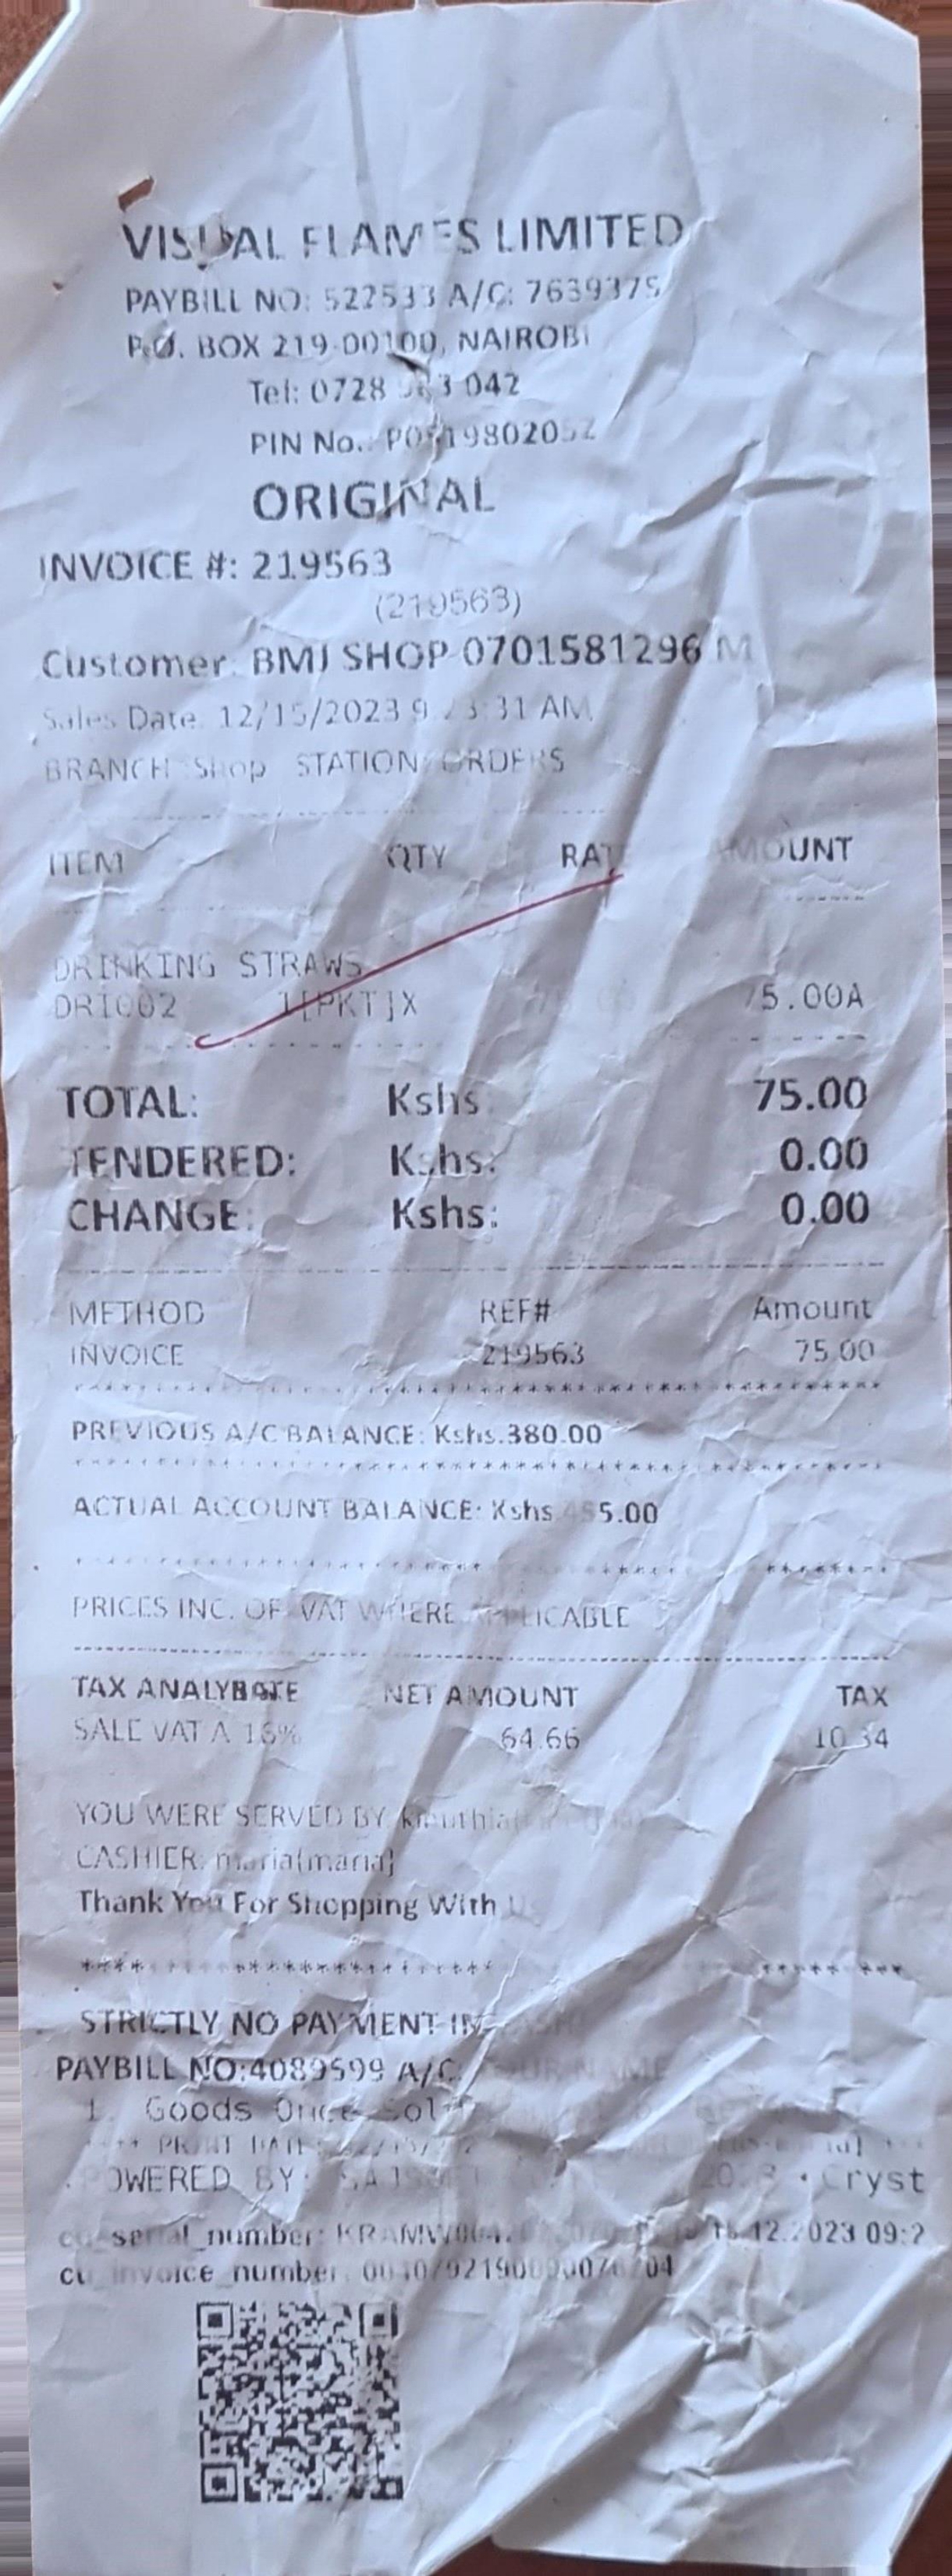 VISUAL FLAMES LIMITED
PAYBILL NO: 522533 A/C: 7639375
P.O. BOX 219-00100, NAIROBI
Tel: 0728 042
PIN No.:
ORIGINAL
INVOICE #: 219563
(219563)
Customer: BMJ SHOP 0701581296 M
Sales Date: 12/15/2023 9 31 AM
BRANCH Shop STATION ORDERS
ITEM QTY RATE AMOUNT
DRINKING STRAWS
DRI002 1[PKT]X 75.00A
TOTAL: Kshs: 75.00
TENDERED: Kshs: 0.00
CHANGE: Kshs: 0.00
METHOD REF# Amount
INVOICE 219563 75.00
PREVIOUS A/C BALANCE: Kshs.380.00
ACTUAL ACCOUNT BALANCE: Kshs 455.00
PRICES INC. OF VAT WHERE APPLICABLE
TAX ANALY RATE NET AMOUNT TAX
SALE VAT A 16% 64.66 10.34
YOU WERE SERVED BY
CASHIER: maria[maria]
Thank You For Shopping With Us
STRICTLY NO PAYMENT IN CASH
PAYBILL NO:4089599 A/C: YOUR NAME
1. Goods Once Sold
PRINT DATE
POWERED BY: 2023 Cryst
cu_serial_number: 15.12.2023 09:2
cu_invoice_number: